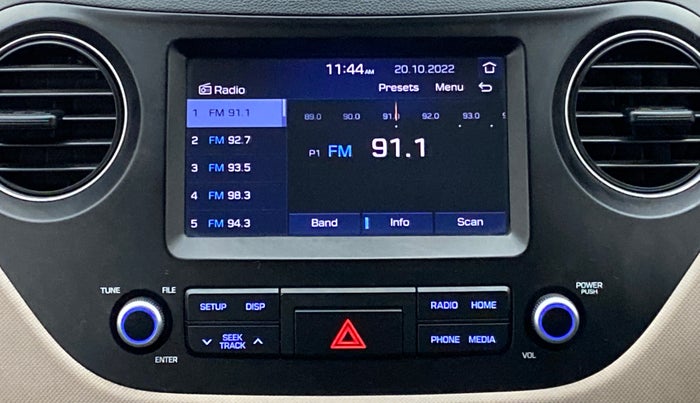 11:44 AM 20.10.2022
Radio Presets Menu
1 FM 91.1
89.0 90.0 91.0 92.0 93.0
2 FM 92.7
P1 FM 91.1
3 FM 93.5
4 FM 98.3
5 FM 94.3
Band Info Scan
TUNE FILE
ENTER
SETUP DISP
SEEK
TRACK
RADIO HOME
PHONE MEDIA
POWER
PUSH
VOL